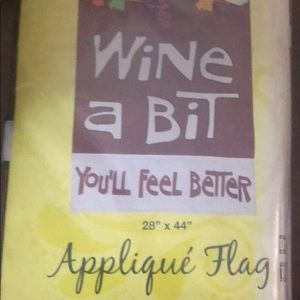 WiNE
a BiT
You'll Feel BeTTER
28" x 44"
Appliqué Flag